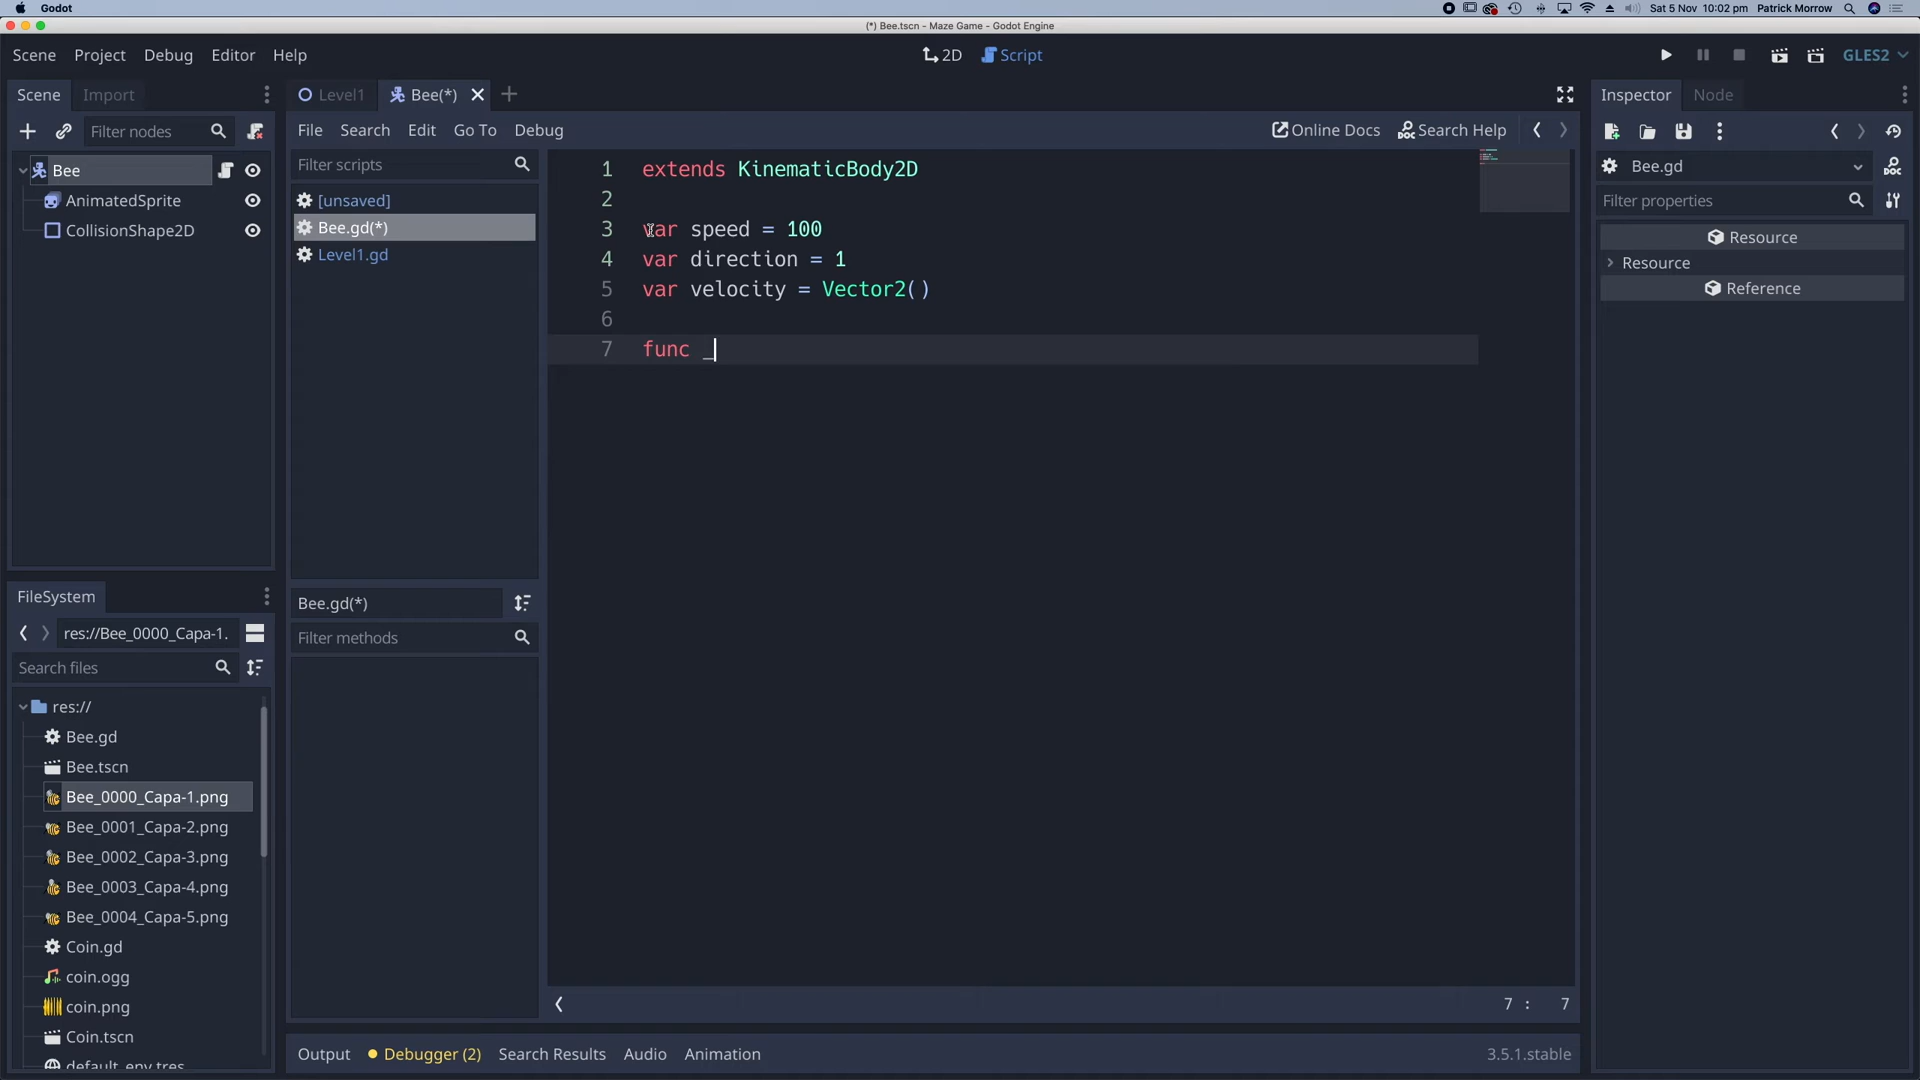 Godot
Sat 5 Nov 10:02 pm Patrick Morrow
(*) Bee.tscn - Maze Game - Godot Engine
Scene Project Debug Editor Help
2D Script
GLES2
Scene Import
Filter nodes
Bee
AnimatedSprite
CollisionShape2D
FileSystem
res://Bee_0000_Capa-1.
Search files
res://
Bee.gd
Bee.tscn
Bee_0000_Capa-1.png
Bee_0001_Capa-2.png
Bee_0002_Capa-3.png
Bee_0003_Capa-4.png
Bee_0004_Capa-5.png
Coin.gd
coin.ogg
coin.png
Coin.tscn
default_env.tres
Level1 Bee(*)
File Search Edit Go To Debug
Online Docs Search Help
Filter scripts
[unsaved]
Bee.gd(*)
Level1.gd
Bee.gd(*)
Filter methods
1 extends KinematicBody2D
2
3 var speed = 100
4 var direction = 1
5 var velocity = Vector2()
6
7 func _
7 : 7
Output Debugger (2) Search Results Audio Animation
3.5.1.stable
Inspector Node
Bee.gd
Filter properties
Resource
Resource
Reference